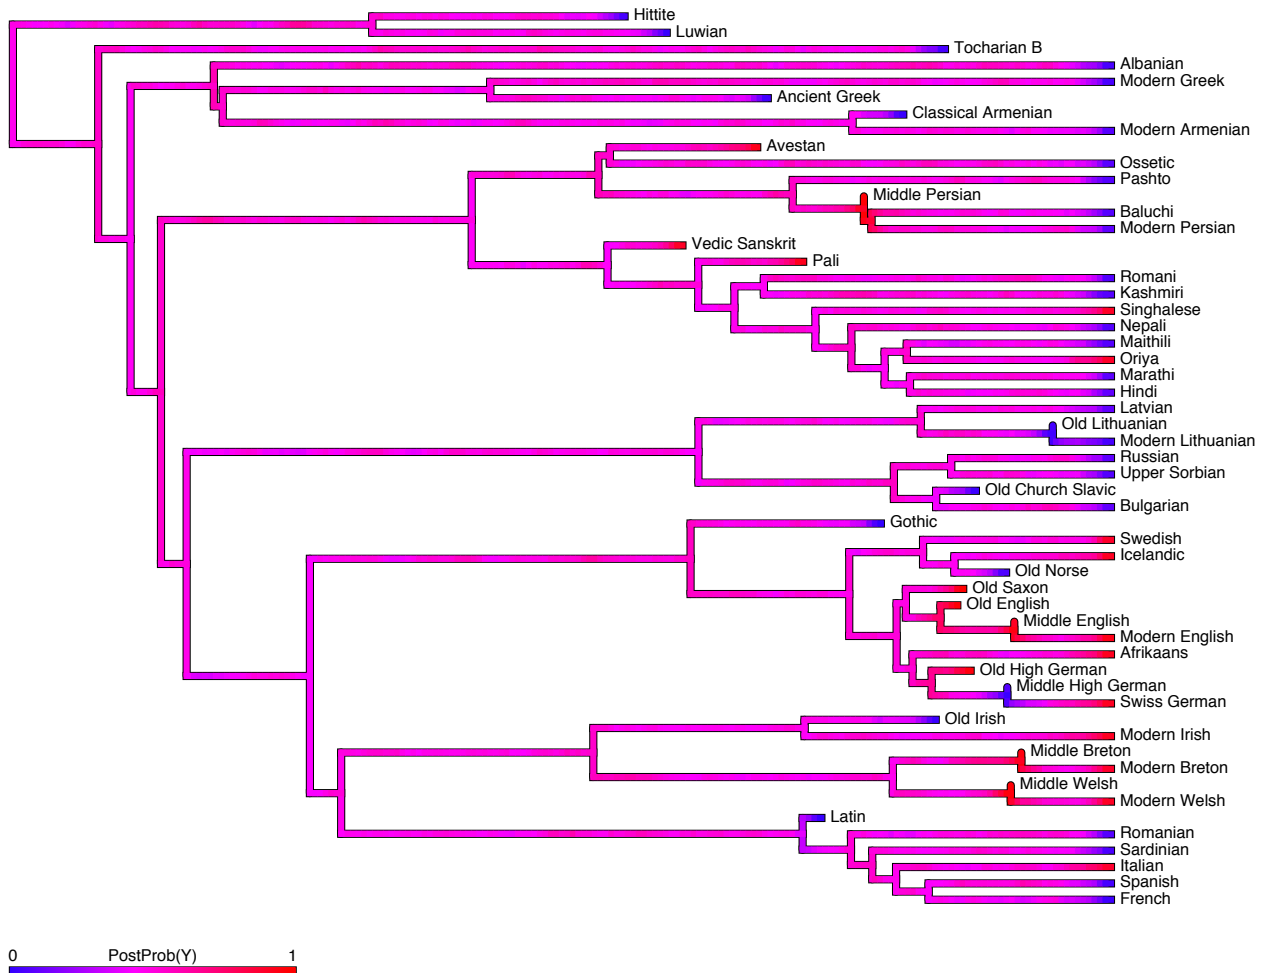 Hittite
Luwian
Tocharian B
Albanian
Modern Greek
Ancient Greek
Classical Armenian
Modern Armenian
Avestan
Ossetic
Pashto
Middle Persian
Baluchi
Modern Persian
Vedic Sanskrit
Pali
Romani
Kashmiri
Singhalese
Nepali
Maithili
Oriya
Marathi
Hindi
Latvian
Old Lithuanian
Modern Lithuanian
Russian
Upper Sorbian
Old Church Slavic
Bulgarian
Gothic
Swedish
Icelandic
Old Norse
Old Saxon
Old English
Middle English
Modern English
Afrikaans
Old High German
Middle High German
Swiss German
Old Irish
Modern Irish
Middle Breton
Modern Breton
Middle Welsh
Modern Welsh
Latin
Romanian
Sardinian
Italian
Spanish
French
0 PostProb(Y) 1